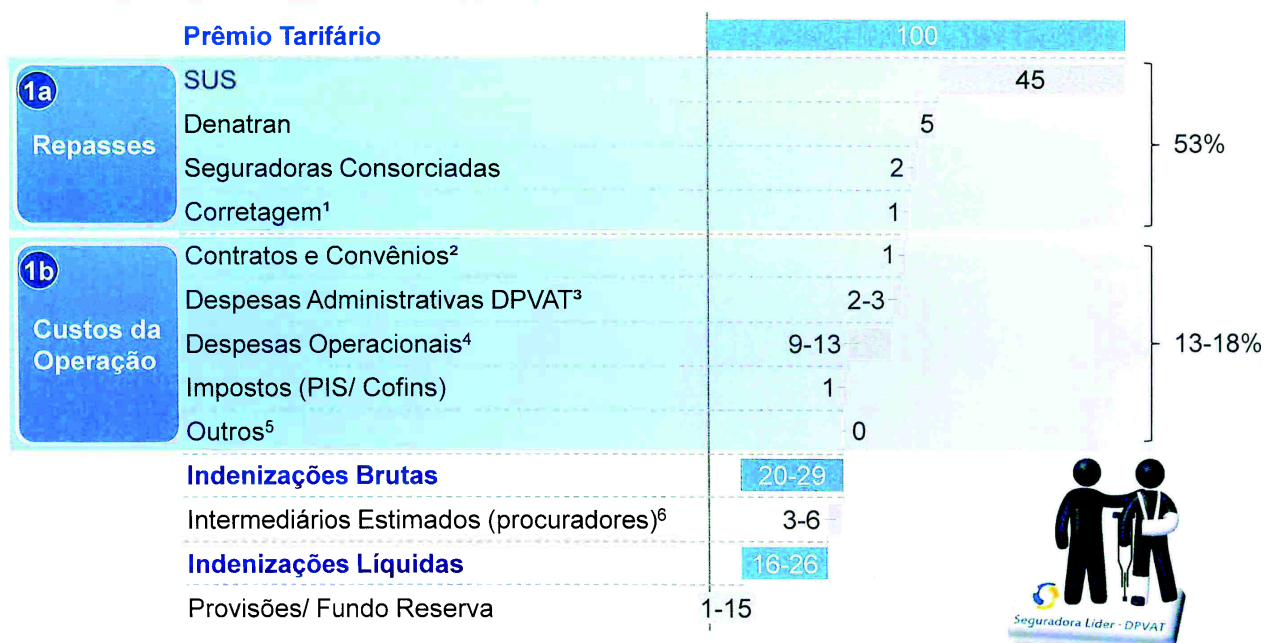 Prêmio Tarifário 100
1a
Repasses
SUS 45
Denatran 5
Seguradoras Consorciadas 2
Corretagem¹ 1
53%
1b
Custos da
Operação
Contratos e Convênios² 1
Despesas Administrativas DPVAT³ 2-3
Despesas Operacionais⁴ 9-13
Impostos (PIS/ Cofins) 1
Outros⁵ 0
13-18%
Indenizações Brutas 20-29
Intermediários Estimados (procuradores)⁶ 3-6
Indenizações Líquidas 16-26
Provisões/ Fundo Reserva 1-15
Seguradora Líder - DPVAT